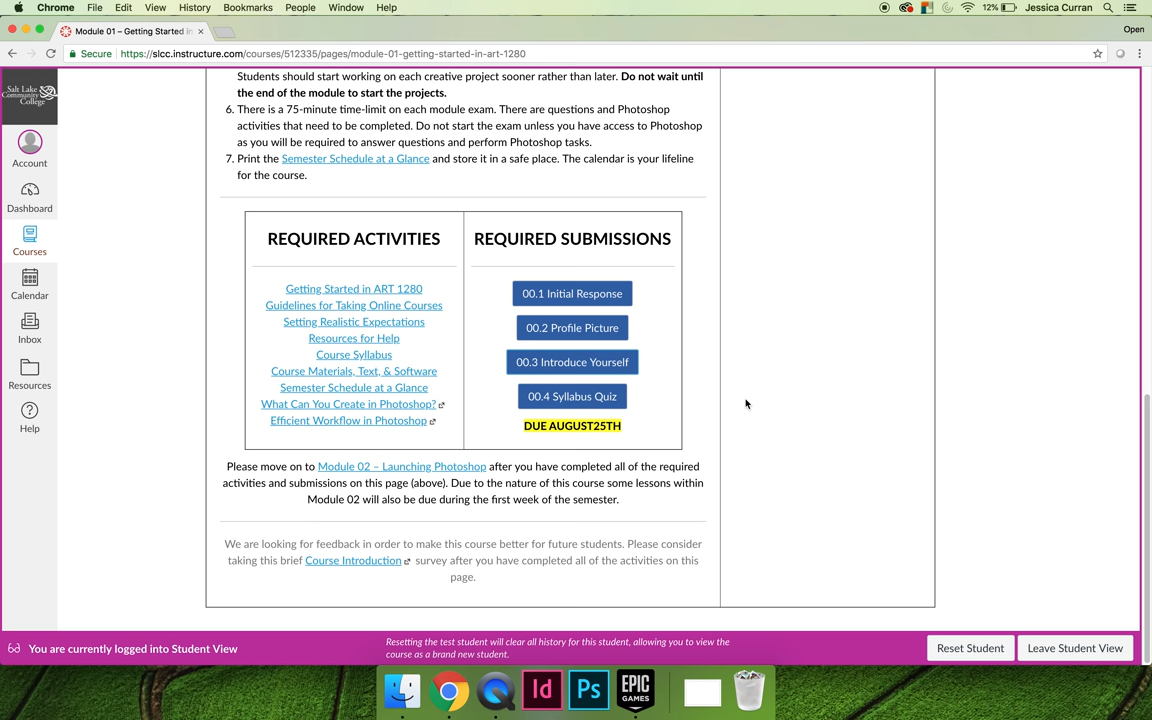 Chrome File Edit View History Bookmarks People Window Help 12% Jessica Curran
Module 01 – Getting Started in
Open
Secure https://slcc.instructure.com/courses/512335/pages/module-01-getting-started-in-art-1280
Salt Lake
Community
College
Account
Dashboard
Courses
Calendar
Inbox
Resources
Help
Students should start working on each creative project sooner rather than later. Do not wait until
the end of the module to start the projects.
6. There is a 75-minute time-limit on each module exam. There are questions and Photoshop
activities that need to be completed. Do not start the exam unless you have access to Photoshop
as you will be required to answer questions and perform Photoshop tasks.
7. Print the Semester Schedule at a Glance and store it in a safe place. The calendar is your lifeline
for the course.
REQUIRED ACTIVITIES
Getting Started in ART 1280
Guidelines for Taking Online Courses
Setting Realistic Expectations
Resources for Help
Course Syllabus
Course Materials, Text, & Software
Semester Schedule at a Glance
What Can You Create in Photoshop?
Efficient Workflow in Photoshop
REQUIRED SUBMISSIONS
00.1 Initial Response
00.2 Profile Picture
00.3 Introduce Yourself
00.4 Syllabus Quiz
DUE AUGUST25TH
Please move on to Module 02 – Launching Photoshop after you have completed all of the required
activities and submissions on this page (above). Due to the nature of this course some lessons within
Module 02 will also be due during the first week of the semester.
We are looking for feedback in order to make this course better for future students. Please consider
taking this brief Course Introduction survey after you have completed all of the activities on this
page.
You are currently logged into Student View
Resetting the test student will clear all history for this student, allowing you to view the
course as a brand new student.
Reset Student
Leave Student View
Id
Ps
EPIC
GAMES